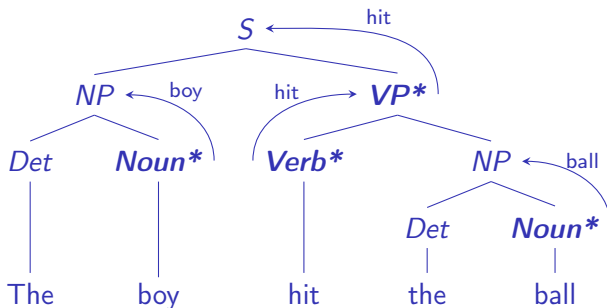 hit
S
boy hit
NP VP*
ball
Det Noun* Verb* NP
Det Noun*
The boy hit the ball